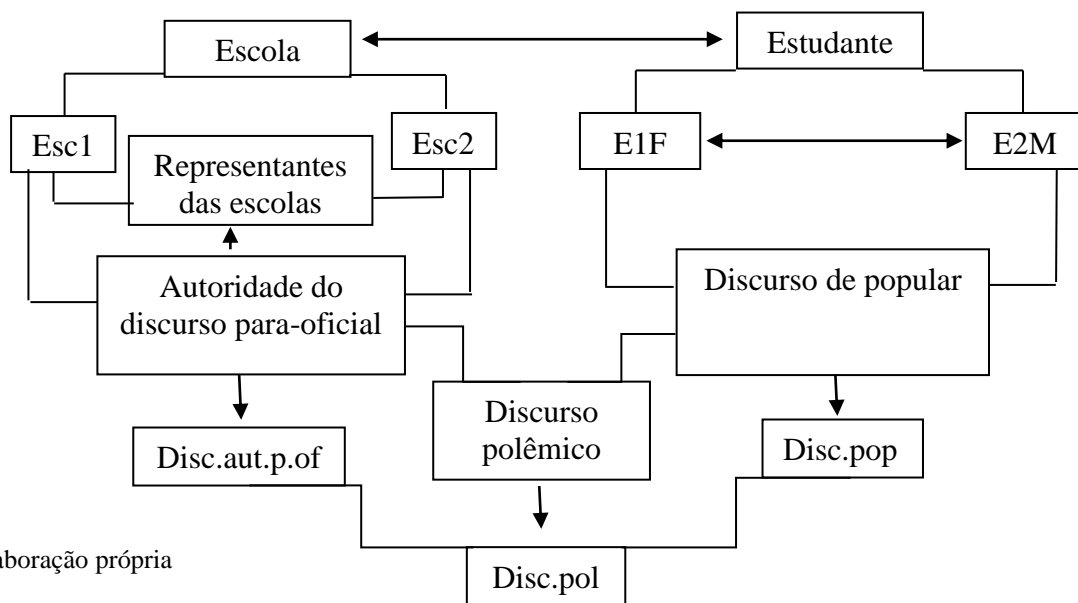 Escola
Estudante
Esc1
Esc2
E1F
E2M
Representantes
das escolas
Autoridade do
discurso para-oficial
Discurso de popular
Discurso
polêmico
Disc.aut.p.of
Disc.pop
aboração própria
Disc.pol